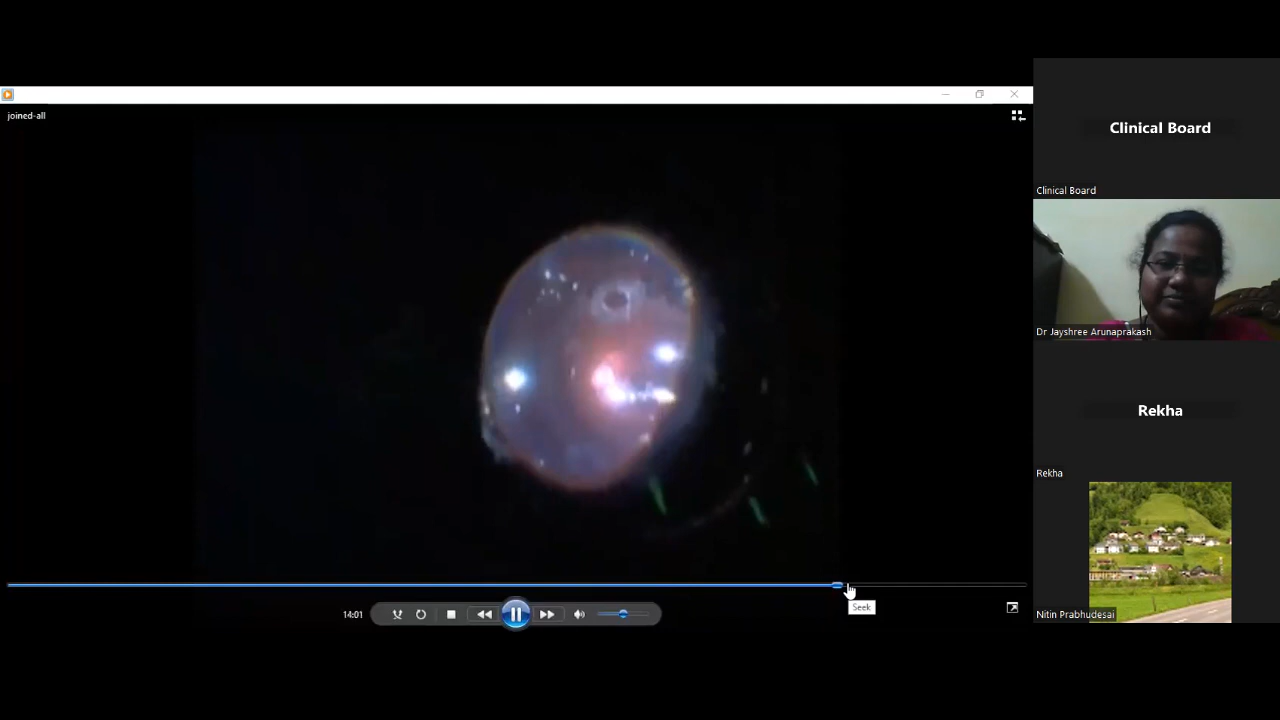 joined-all
Seek
14:01
Clinical Board
Clinical Board
Dr Jayshree Arunaprakash
Rekha
Rekha
Nitin Prabhudesai